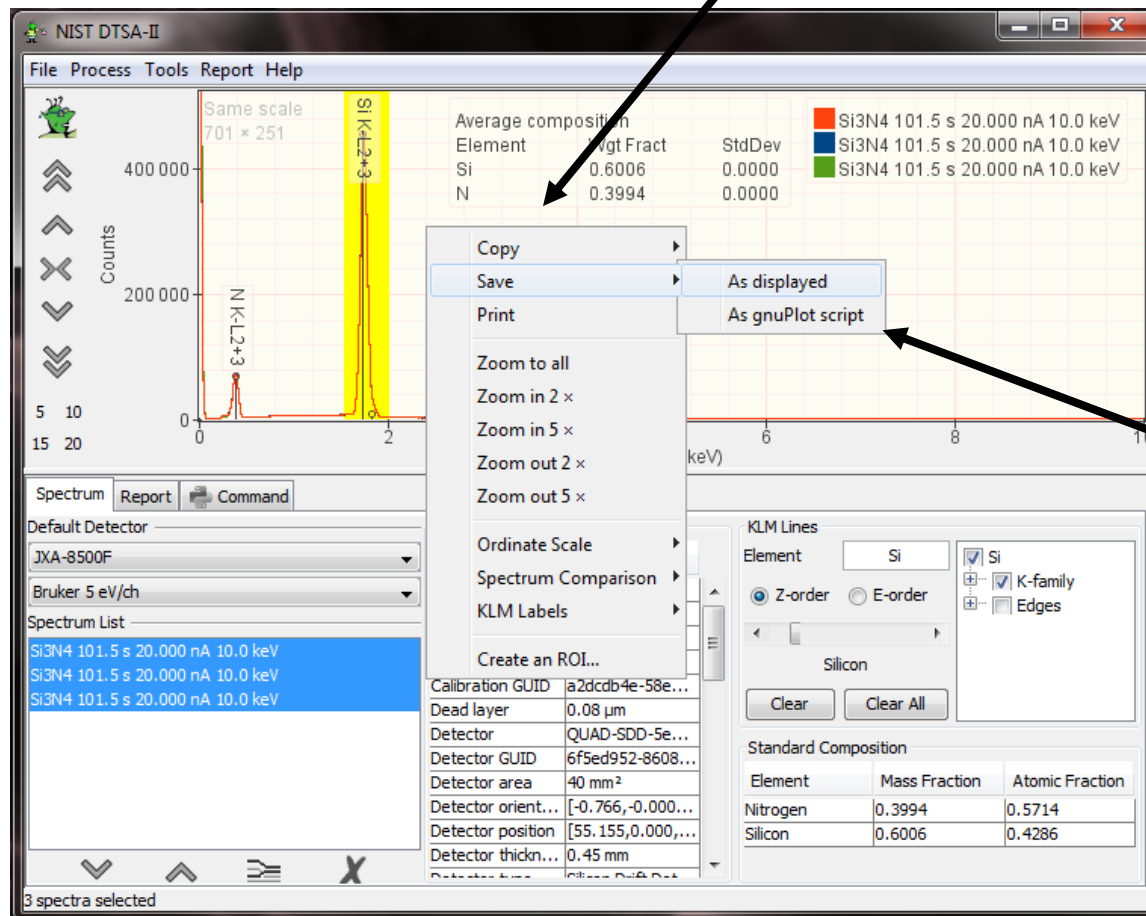 NIST DTSA-II
File Process Tools Report Help
Same scale
701 × 251
Si K-L2+3
N K-L2+3
Counts
400 000
200 000
0
0
2
6
8
keV)
Average composition
Element Wgt Fract StdDev
Si 0.6006 0.0000
N 0.3994 0.0000
Si3N4 101.5 s 20.000 nA 10.0 keV
Si3N4 101.5 s 20.000 nA 10.0 keV
Si3N4 101.5 s 20.000 nA 10.0 keV
5 10
15 20
Copy
Save
Print
Zoom to all
Zoom in 2 ×
Zoom in 5 ×
Zoom out 2 ×
Zoom out 5 ×
Ordinate Scale
Spectrum Comparison
KLM Labels
Create an ROI...
As displayed
As gnuPlot script
Spectrum Report Command
Default Detector
JXA-8500F
Bruker 5 eV/ch
Spectrum List
Si3N4 101.5 s 20.000 nA 10.0 keV
Si3N4 101.5 s 20.000 nA 10.0 keV
Si3N4 101.5 s 20.000 nA 10.0 keV
Calibration GUID a2dcdb4e-58e...
Dead layer 0.08 µm
Detector QUAD-SDD-5e...
Detector GUID 6f5ed952-8608...
Detector area 40 mm²
Detector orient... [-0.766,-0.000...
Detector position [55.155,0.000,...
Detector thickn... 0.45 mm
KLM Lines
Element Si
Z-order E-order
Silicon
Clear Clear All
Si
K-family
Edges
Standard Composition
Element Mass Fraction Atomic Fraction
Nitrogen 0.3994 0.5714
Silicon 0.6006 0.4286
3 spectra selected